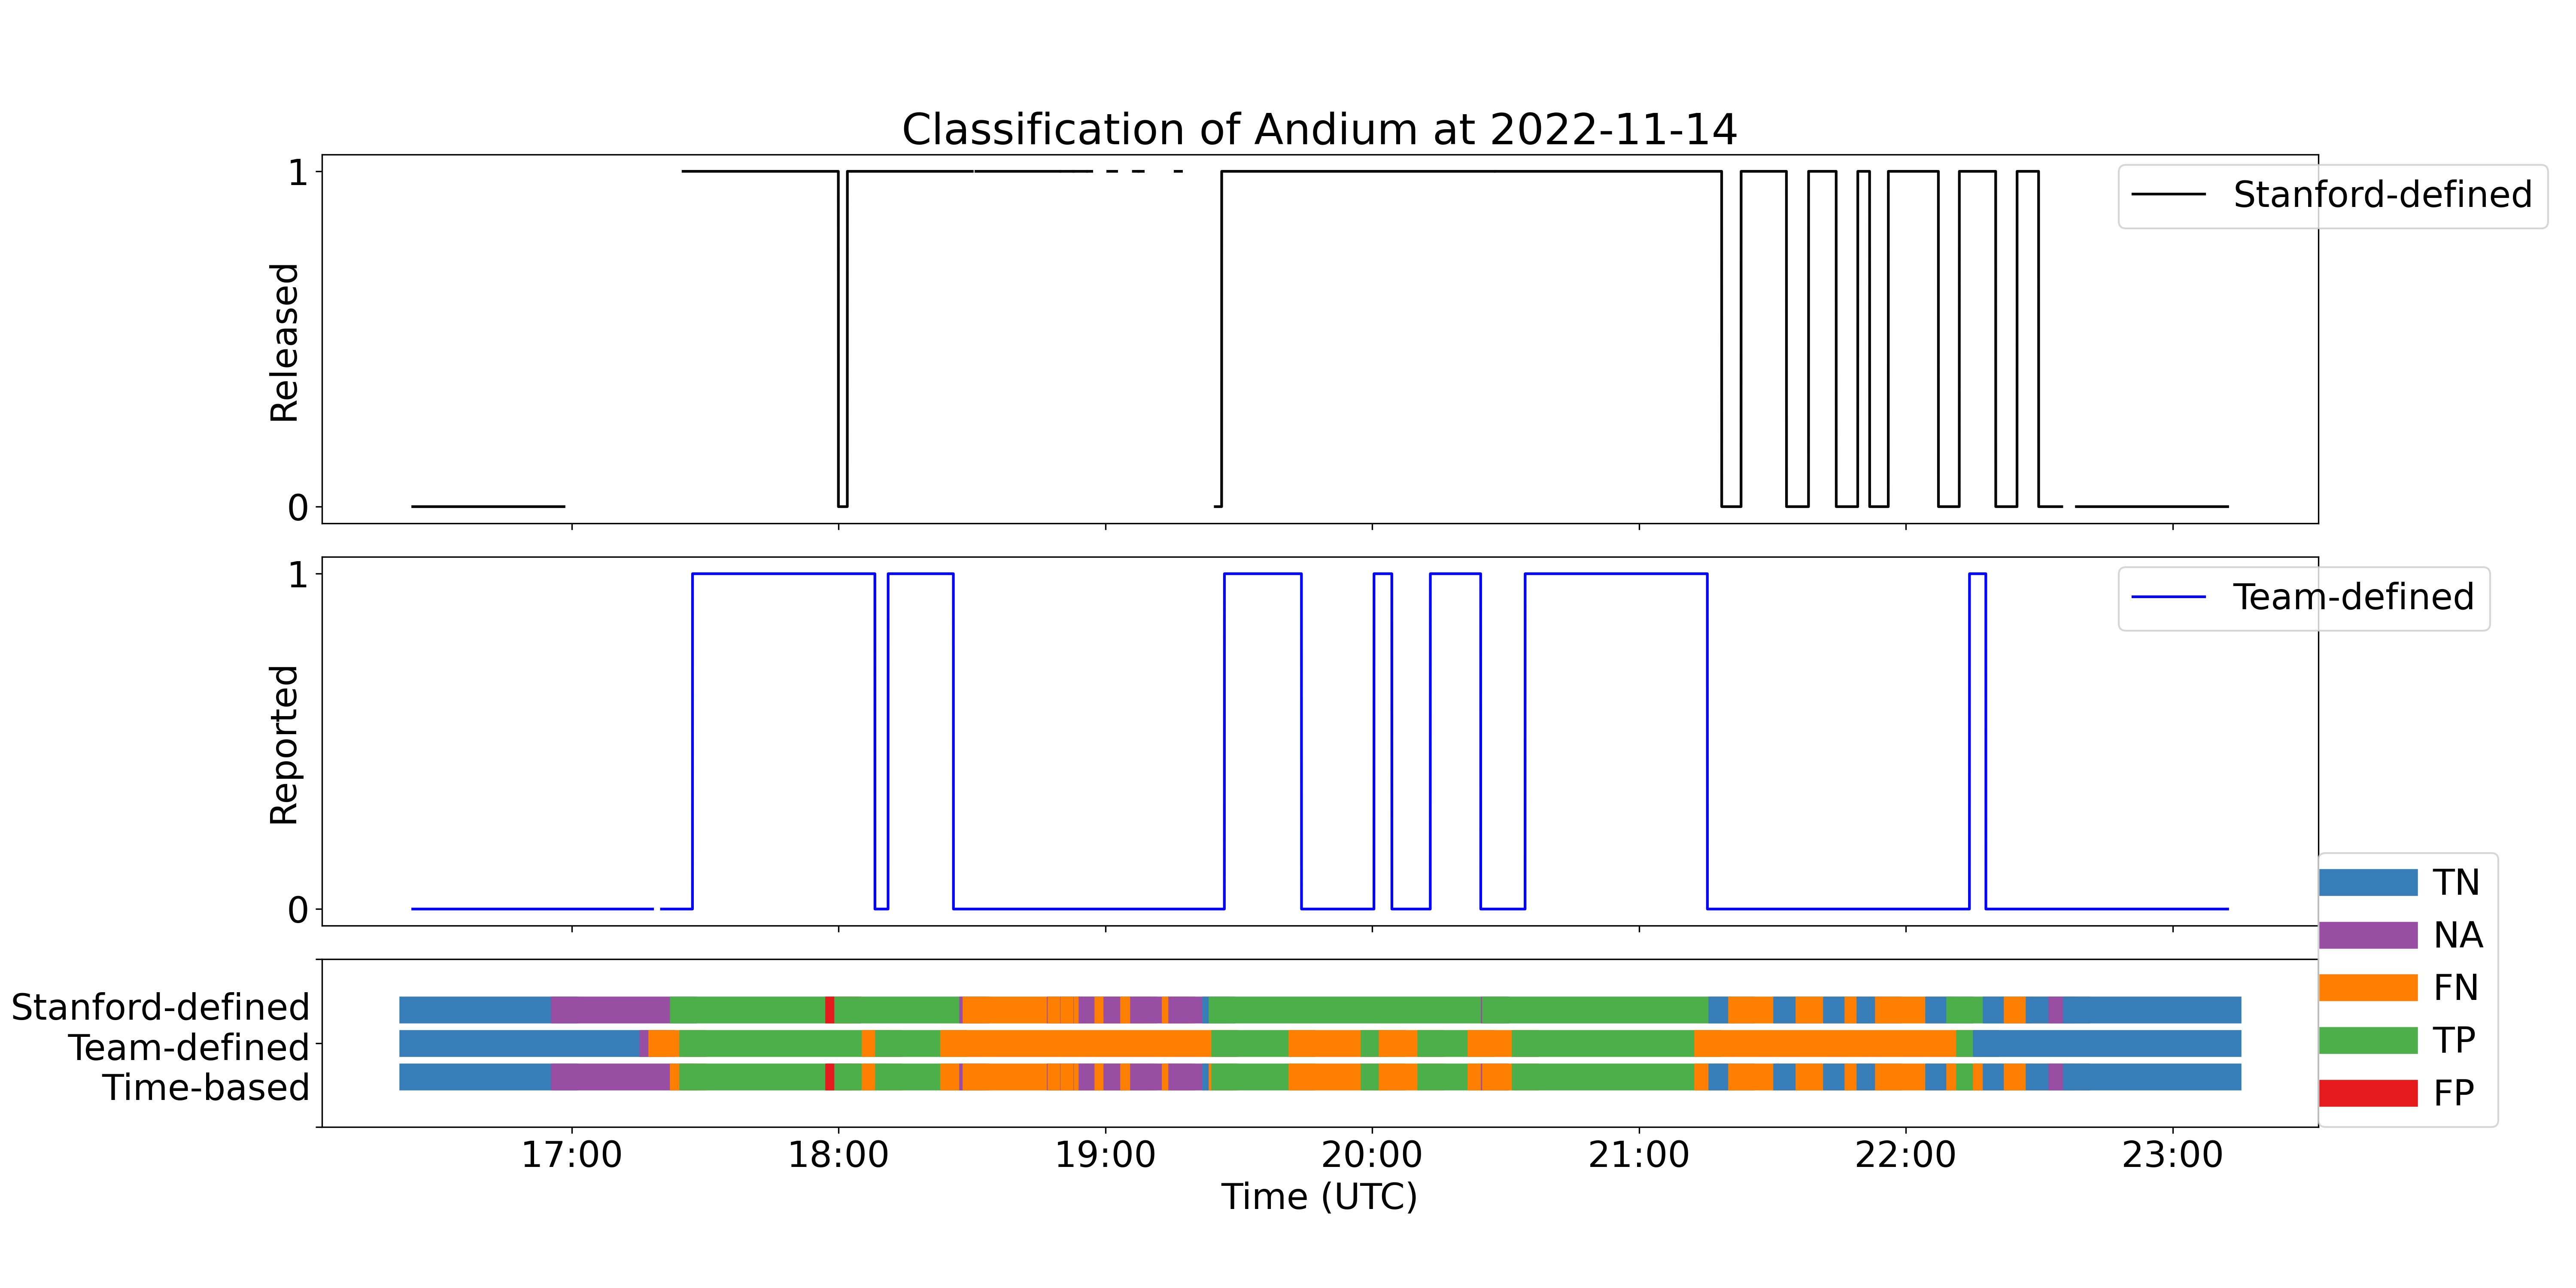 Classification of Andium at 2022-11-14
1
0
Released
Stanford-defined
1
0
Reported
Team-defined
TN
NA
FN
TP
FP
Stanford-defined
Team-defined
Time-based
17:00 18:00 19:00 20:00 21:00 22:00 23:00
Time (UTC)